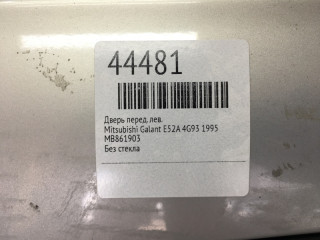 44481
Дверь перед. лев.
Mitsubishi Galant E52A 4G93 1995
MB861903
Без стекла